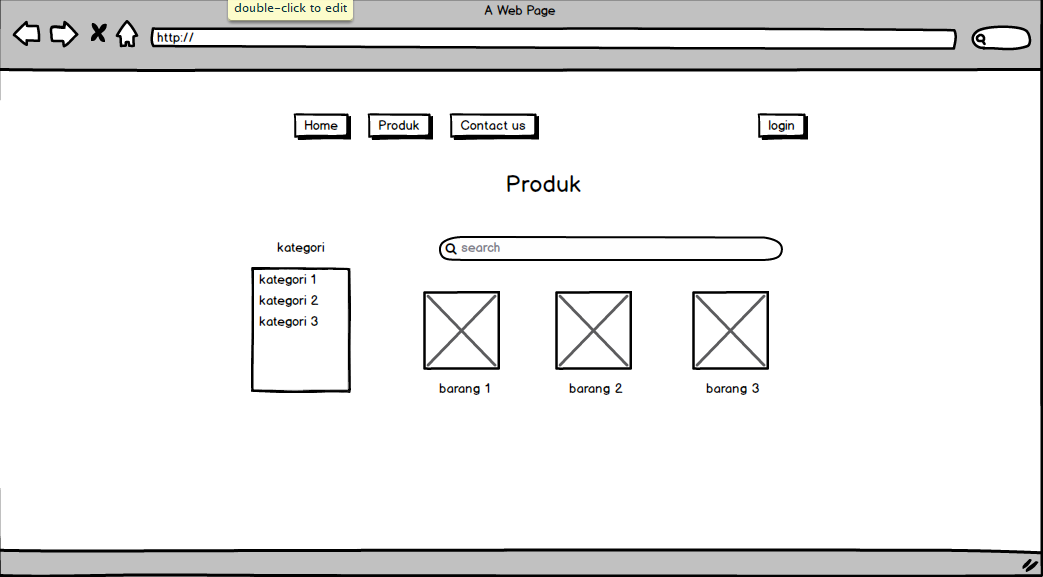 double-click to edit
A Web Page
http://
Home Produk Contact us login
Produk
kategori
search
kategori 1
kategori 2
kategori 3
barang 1 barang 2 barang 3